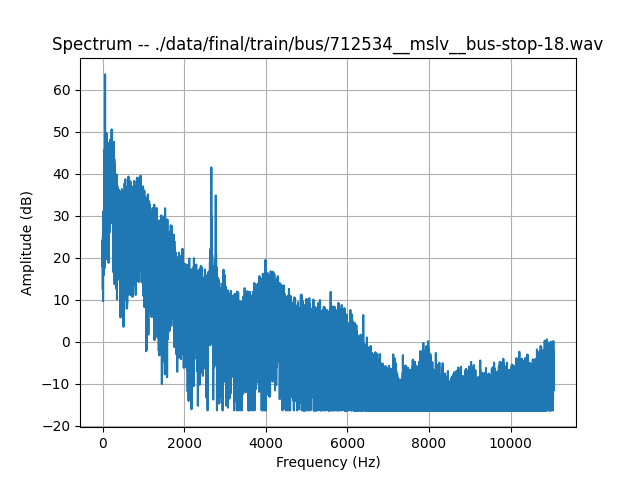 Spectrum -- ./data/final/train/bus/712534__mslv__bus-stop-18.wav
60
50
40
30
20
10
0
−10
−20
Amplitude (dB)
0 2000 4000 6000 8000 10000
Frequency (Hz)